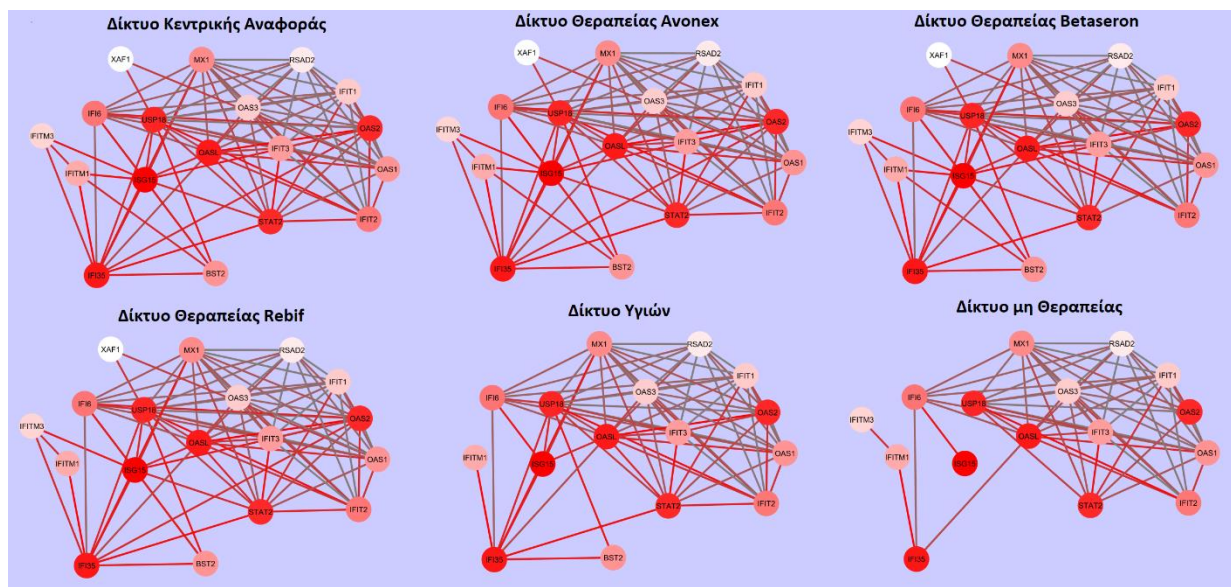 Δίκτυο Κεντρικής Αναφοράς
Δίκτυο Θεραπείας Avonex
Δίκτυο Θεραπείας Betaseron
XAF1
MX1
RSAD2
IFIT1
OAS3
IFI6
USP18
OAS2
IFITM3
OASL
IFIT3
OAS1
IFITM1
ISG15
STAT2
IFIT2
IFI35
BST2
XAF1
MX1
RSAD2
IFIT1
OAS3
IFI6
USP18
OAS2
IFITM3
OASL
IFIT3
OAS1
IFITM1
ISG15
STAT2
IFIT2
IFI35
BST2
XAF1
MX1
RSAD2
IFIT1
OAS3
IFI6
USP18
OAS2
IFITM3
OASL
IFIT3
OAS1
IFITM1
ISG15
STAT2
IFIT2
IFI35
BST2
Δίκτυο Θεραπείας Rebif
Δίκτυο Υγιών
Δίκτυο μη Θεραπείας
XAF1
MX1
RSAD2
IFIT1
OAS3
IFI6
USP18
OAS2
IFITM3
OASL
IFIT3
OAS1
IFITM1
ISG15
STAT2
IFIT2
IFI35
BST2
MX1
RSAD2
IFIT1
OAS3
IFI6
USP18
OAS2
OASL
IFIT3
OAS1
IFITM1
ISG15
STAT2
IFIT2
IFI35
BST2
MX1
RSAD2
IFIT1
OAS3
IFI6
USP18
OAS2
IFITM3
OASL
IFIT3
OAS1
IFITM1
ISG15
STAT2
IFIT2
IFI35